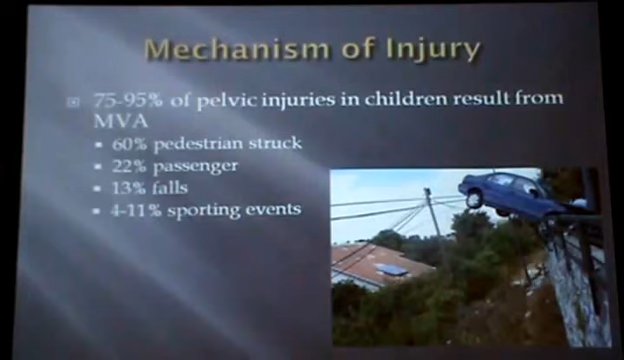 Mechanism of Injury
75-95% of pelvic injuries in children result from
MVA
60% pedestrian struck
22% passenger
13% falls
4-11% sporting events